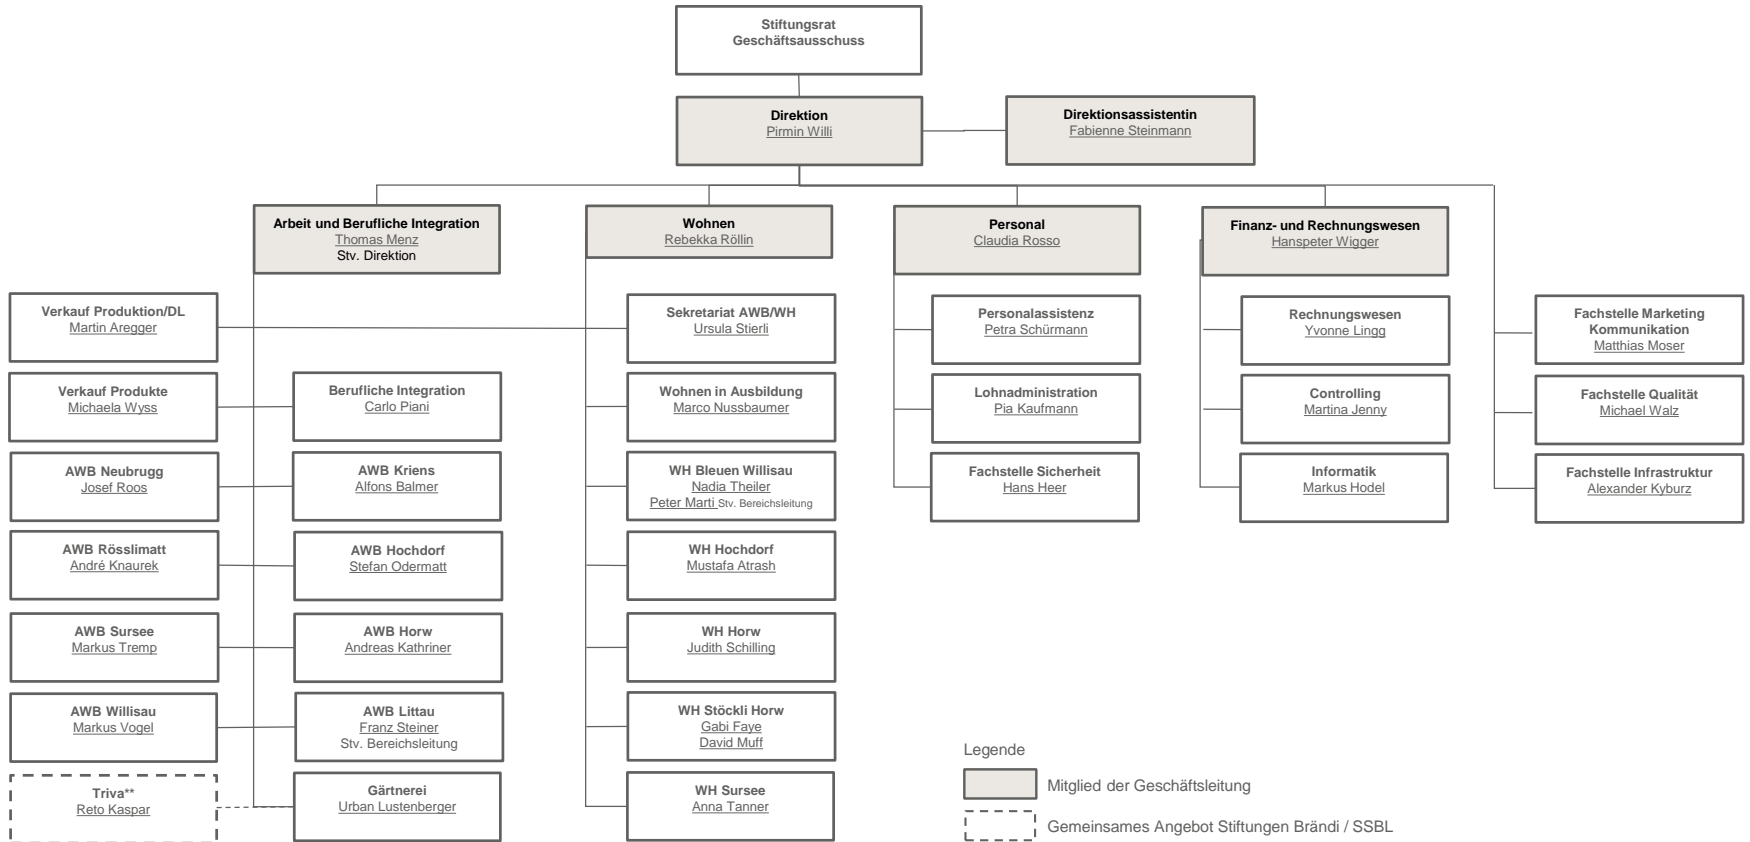 Stiftungsrat
Geschäftsausschuss
Direktion
Pirmin Willi
Direktionsassistentin
Fabienne Steinmann
Arbeit und Berufliche Integration
Thomas Menz
Stv. Direktion
Wohnen
Rebekka Röllin
Personal
Claudia Rosso
Finanz- und Rechnungswesen
Hanspeter Wigger
Verkauf Produktion/DL
Martin Aregger
Sekretariat AWB/WH
Ursula Stierli
Personalassistenz
Petra Schürmann
Rechnungswesen
Yvonne Lingg
Fachstelle Marketing
Kommunikation
Matthias Moser
Verkauf Produkte
Michaela Wyss
Berufliche Integration
Carlo Piani
Wohnen in Ausbildung
Marco Nussbaumer
Lohnadministration
Pia Kaufmann
Controlling
Martina Jenny
Fachstelle Qualität
Michael Walz
AWB Neubrugg
Josef Roos
AWB Kriens
Alfons Balmer
WH Bleuen Willisau
Nadia Theiler
Peter Marti Stv. Bereichsleitung
Fachstelle Sicherheit
Hans Heer
Informatik
Markus Hodel
Fachstelle Infrastruktur
Alexander Kyburz
AWB Rösslimatt
André Knaurek
AWB Hochdorf
Stefan Odermatt
WH Hochdorf
Mustafa Atrash
AWB Sursee
Markus Tremp
AWB Horw
Andreas Kathriner
WH Horw
Judith Schilling
AWB Willisau
Markus Vogel
AWB Littau
Franz Steiner
Stv. Bereichsleitung
WH Stöckli Horw
Gabi Faye
David Muff
Triva**
Reto Kaspar
Gärtnerei
Urban Lustenberger
WH Sursee
Anna Tanner
Legende
Mitglied der Geschäftsleitung
Gemeinsames Angebot Stiftungen Brändi / SSBL